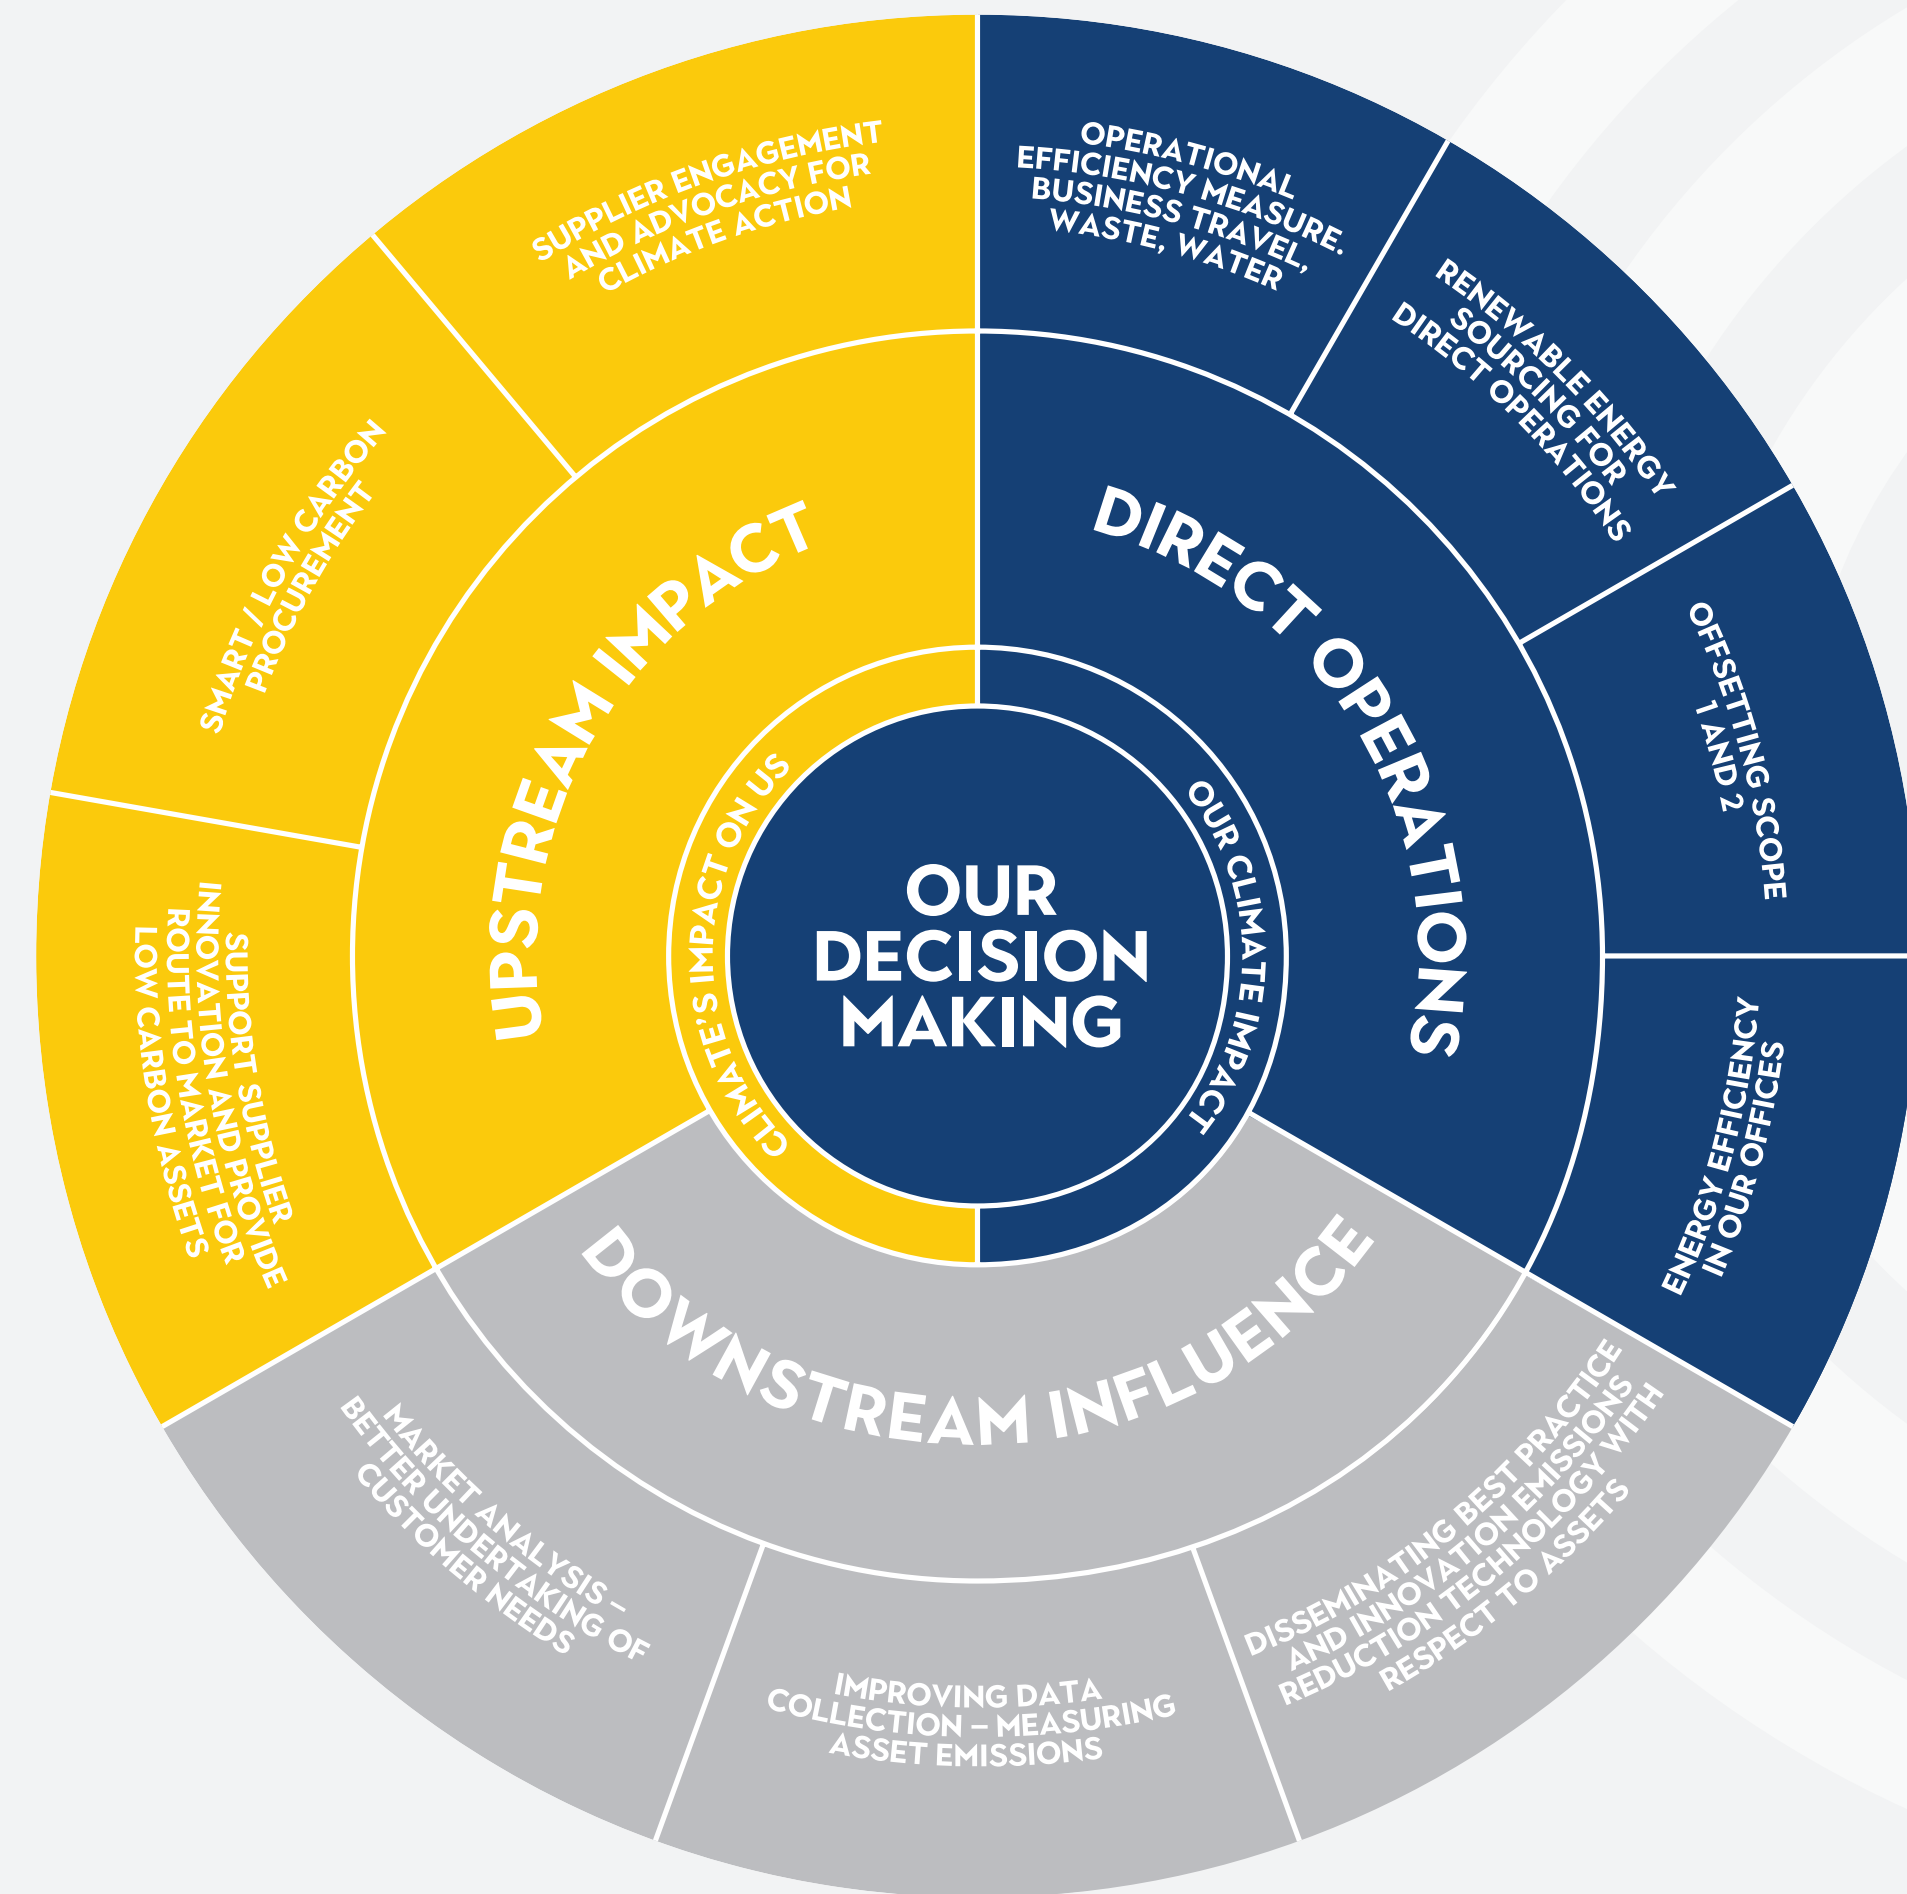 OUR
DECISION
MAKING
CLIMATE'S IMPACT ON US
OUR CLIMATE IMPACT
UPSTREAM IMPACT
DIRECT OPERATIONS
DOWNSTREAM INFLUENCE
SUPPLIER ENGAGEMENT
AND ADVOCACY FOR
CLIMATE ACTION
OPERATIONAL
EFFICIENCY MEASURE.
BUSINESS TRAVEL,
WASTE, WATER
RENEWABLE ENERGY
SOURCING FOR
DIRECT OPERATIONS
OFFSETTING SCOPE
1 AND 2
ENERGY EFFICIENCY
IN OUR OFFICES
DISSEMINATING BEST PRACTICE
AND INNOVATION EMISSIONS
REDUCTION TECHNOLOGY WITH
RESPECT TO ASSETS
IMPROVING DATA
COLLECTION – MEASURING
ASSET EMISSIONS
MARKET ANALYSIS –
BETTER UNDERTAKING OF
CUSTOMER NEEDS
SUPPORT SUPPLIER
INNOVATION AND PROVIDE
ROUTE TO MARKET FOR
LOW CARBON ASSETS
SMART // LOW CARBON
PROCUREMENT